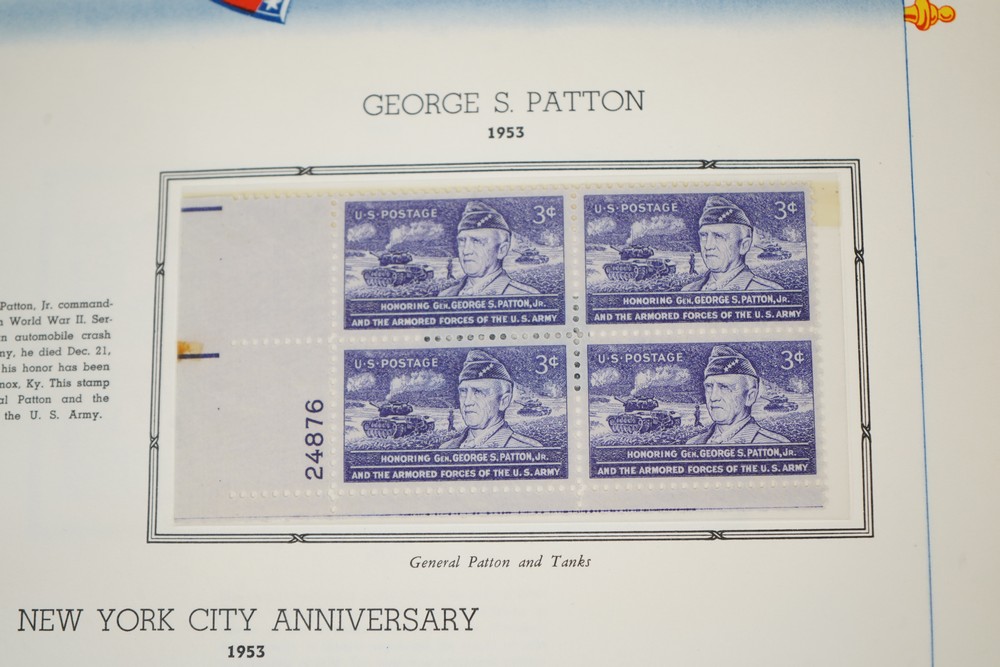 GEORGE S. PATTON
1953
U·S·POSTAGE 3¢
HONORING GEN. GEORGE S. PATTON, JR.
AND THE ARMORED FORCES OF THE U. S. ARMY
U·S·POSTAGE 3¢
HONORING GEN. GEORGE S. PATTON, JR.
AND THE ARMORED FORCES OF THE U. S. ARMY
Patton, Jr. command-
World War II. Ser-
automobile crash
he died Dec. 21,
his honor has been
Ky. This stamp
Patton and the
the U. S. Army.
24876
U·S·POSTAGE 3¢
HONORING GEN. GEORGE S. PATTON, JR.
AND THE ARMORED FORCES OF THE U. S. ARMY
U·S·POSTAGE 3¢
HONORING GEN. GEORGE S. PATTON, JR.
AND THE ARMORED FORCES OF THE U. S. ARMY
General Patton and Tanks
NEW YORK CITY ANNIVERSARY
1953